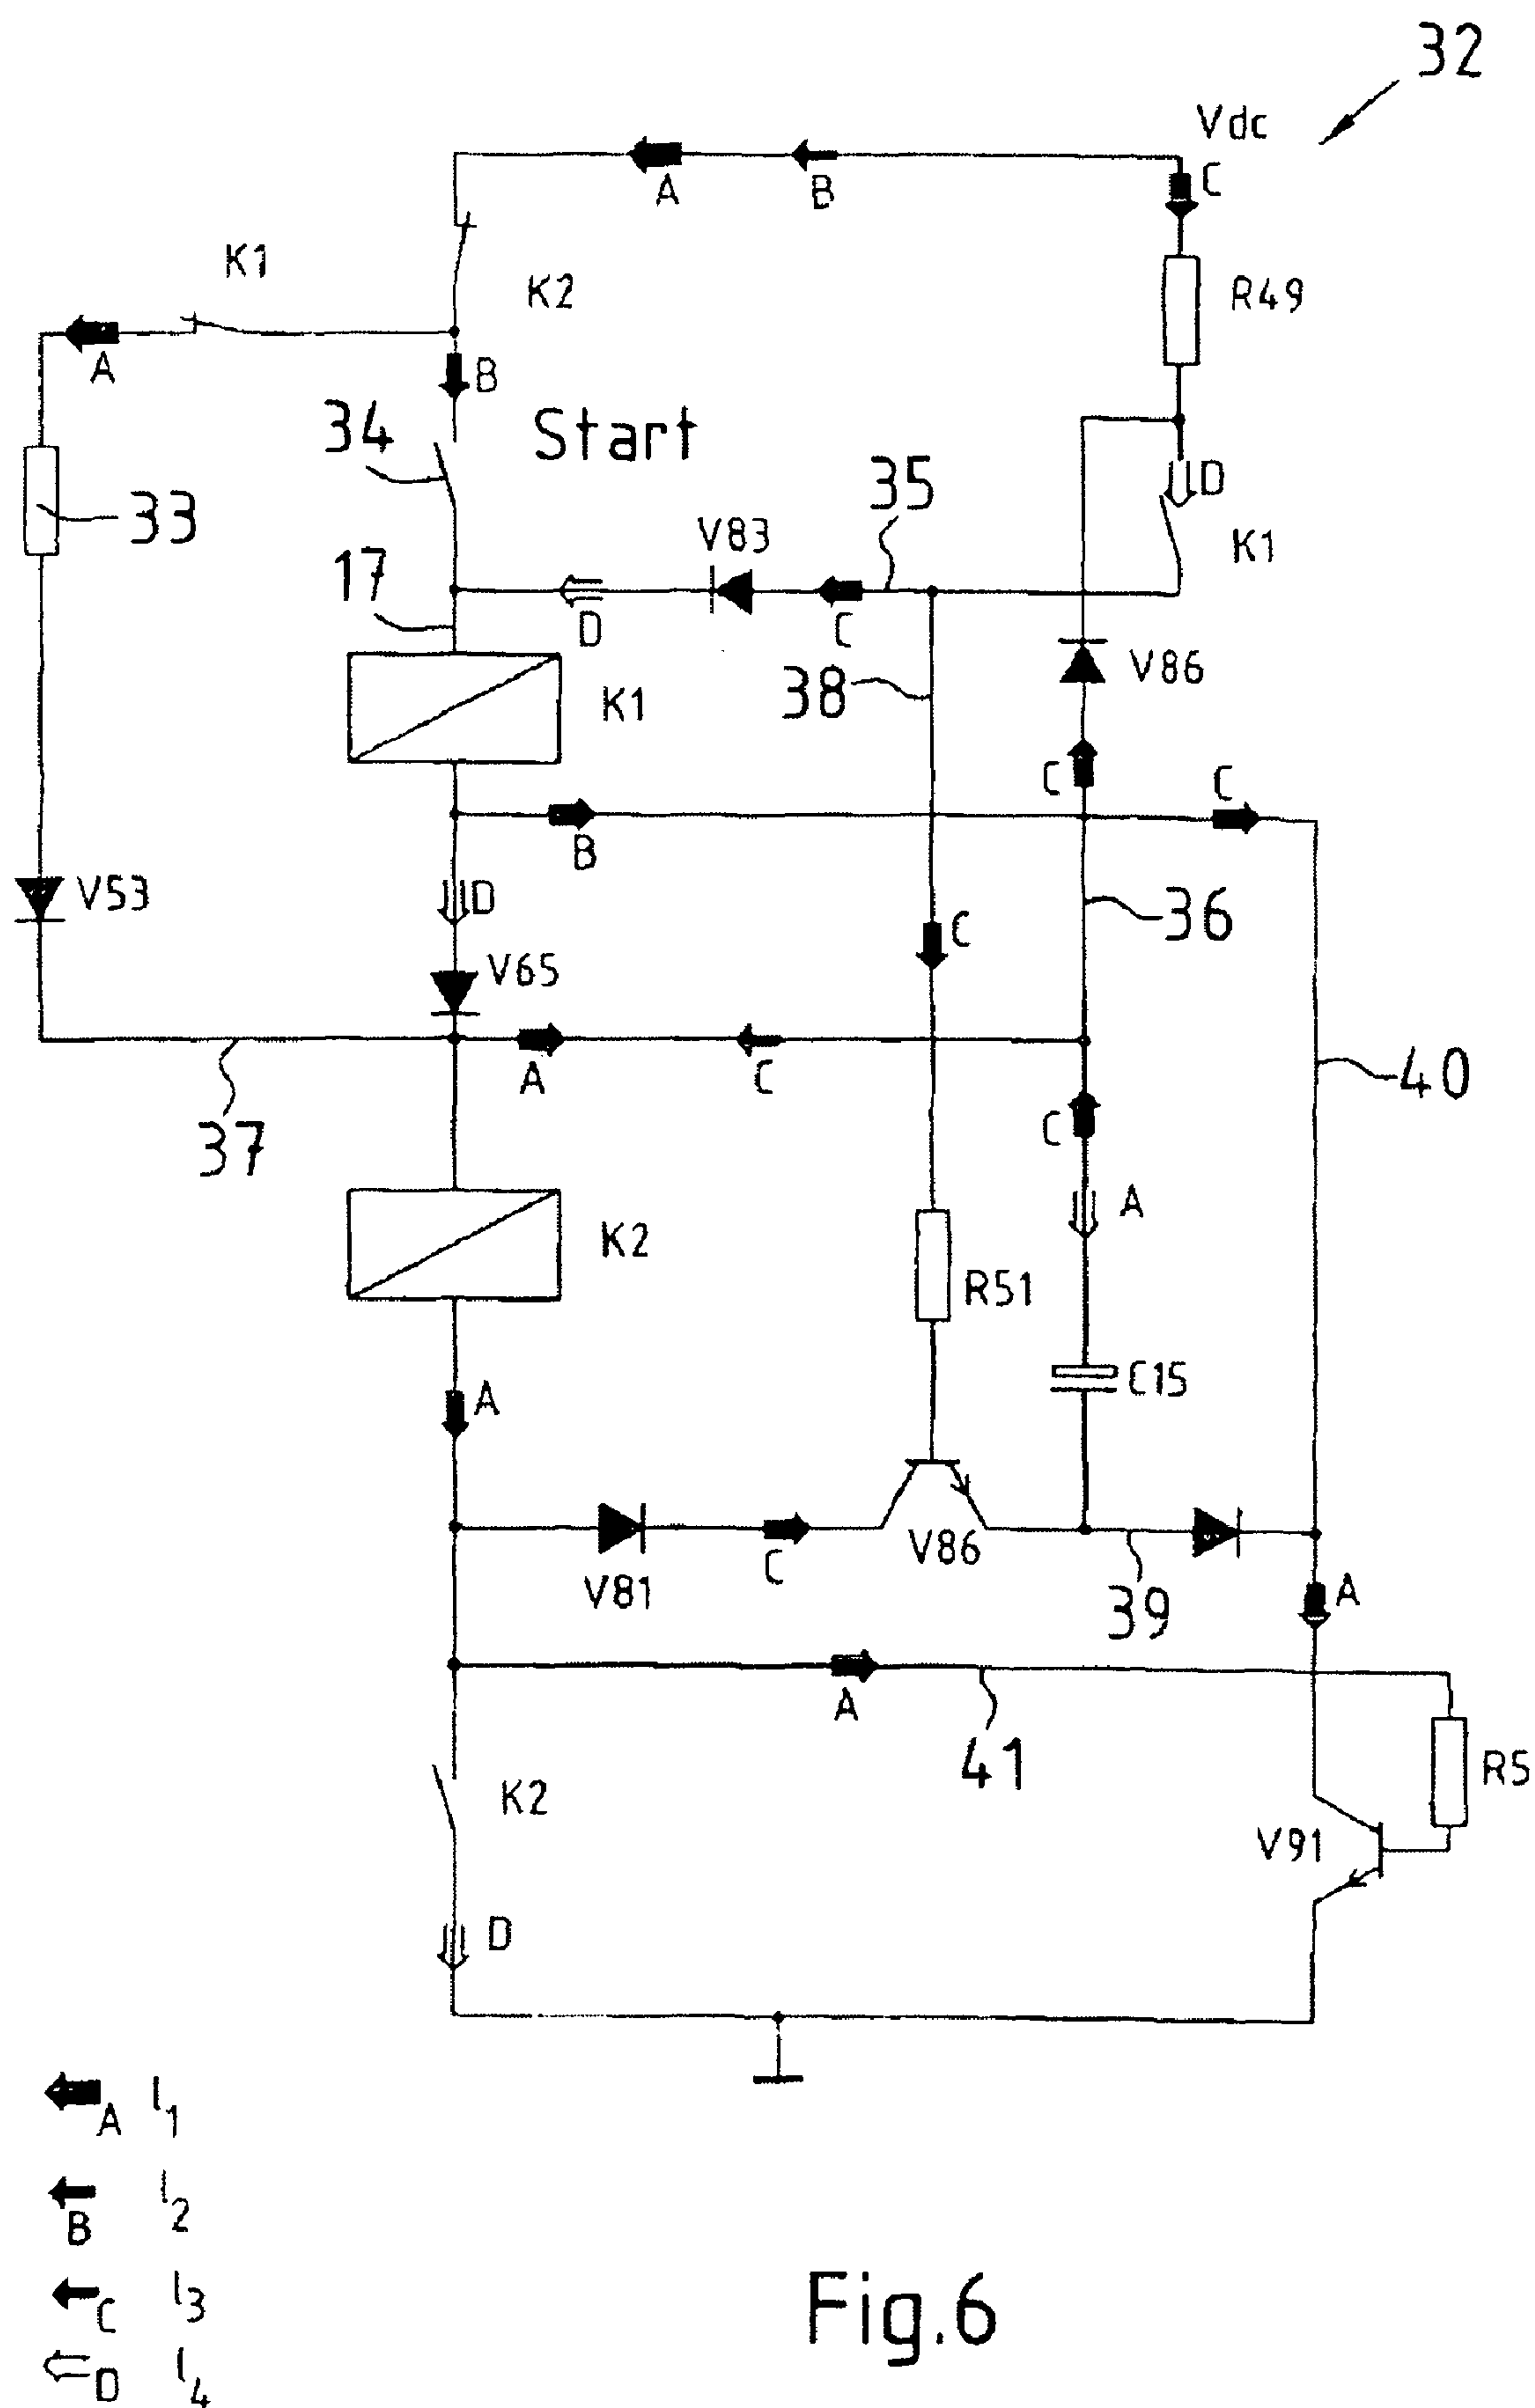 32
Vdc
C
A
B
K1
K2
R49
A
B
34
Start
35
D
33
V83
K1
17
D
C
V86
38
K1
C
C
B
V53
D
C
36
V65
A
C
40
37
C
A
K2
R51
C15
A
V81
C
V86
39
A
A
41
R5
K2
V91
D
A I1
B I2
C I3
D I4
Fig.6